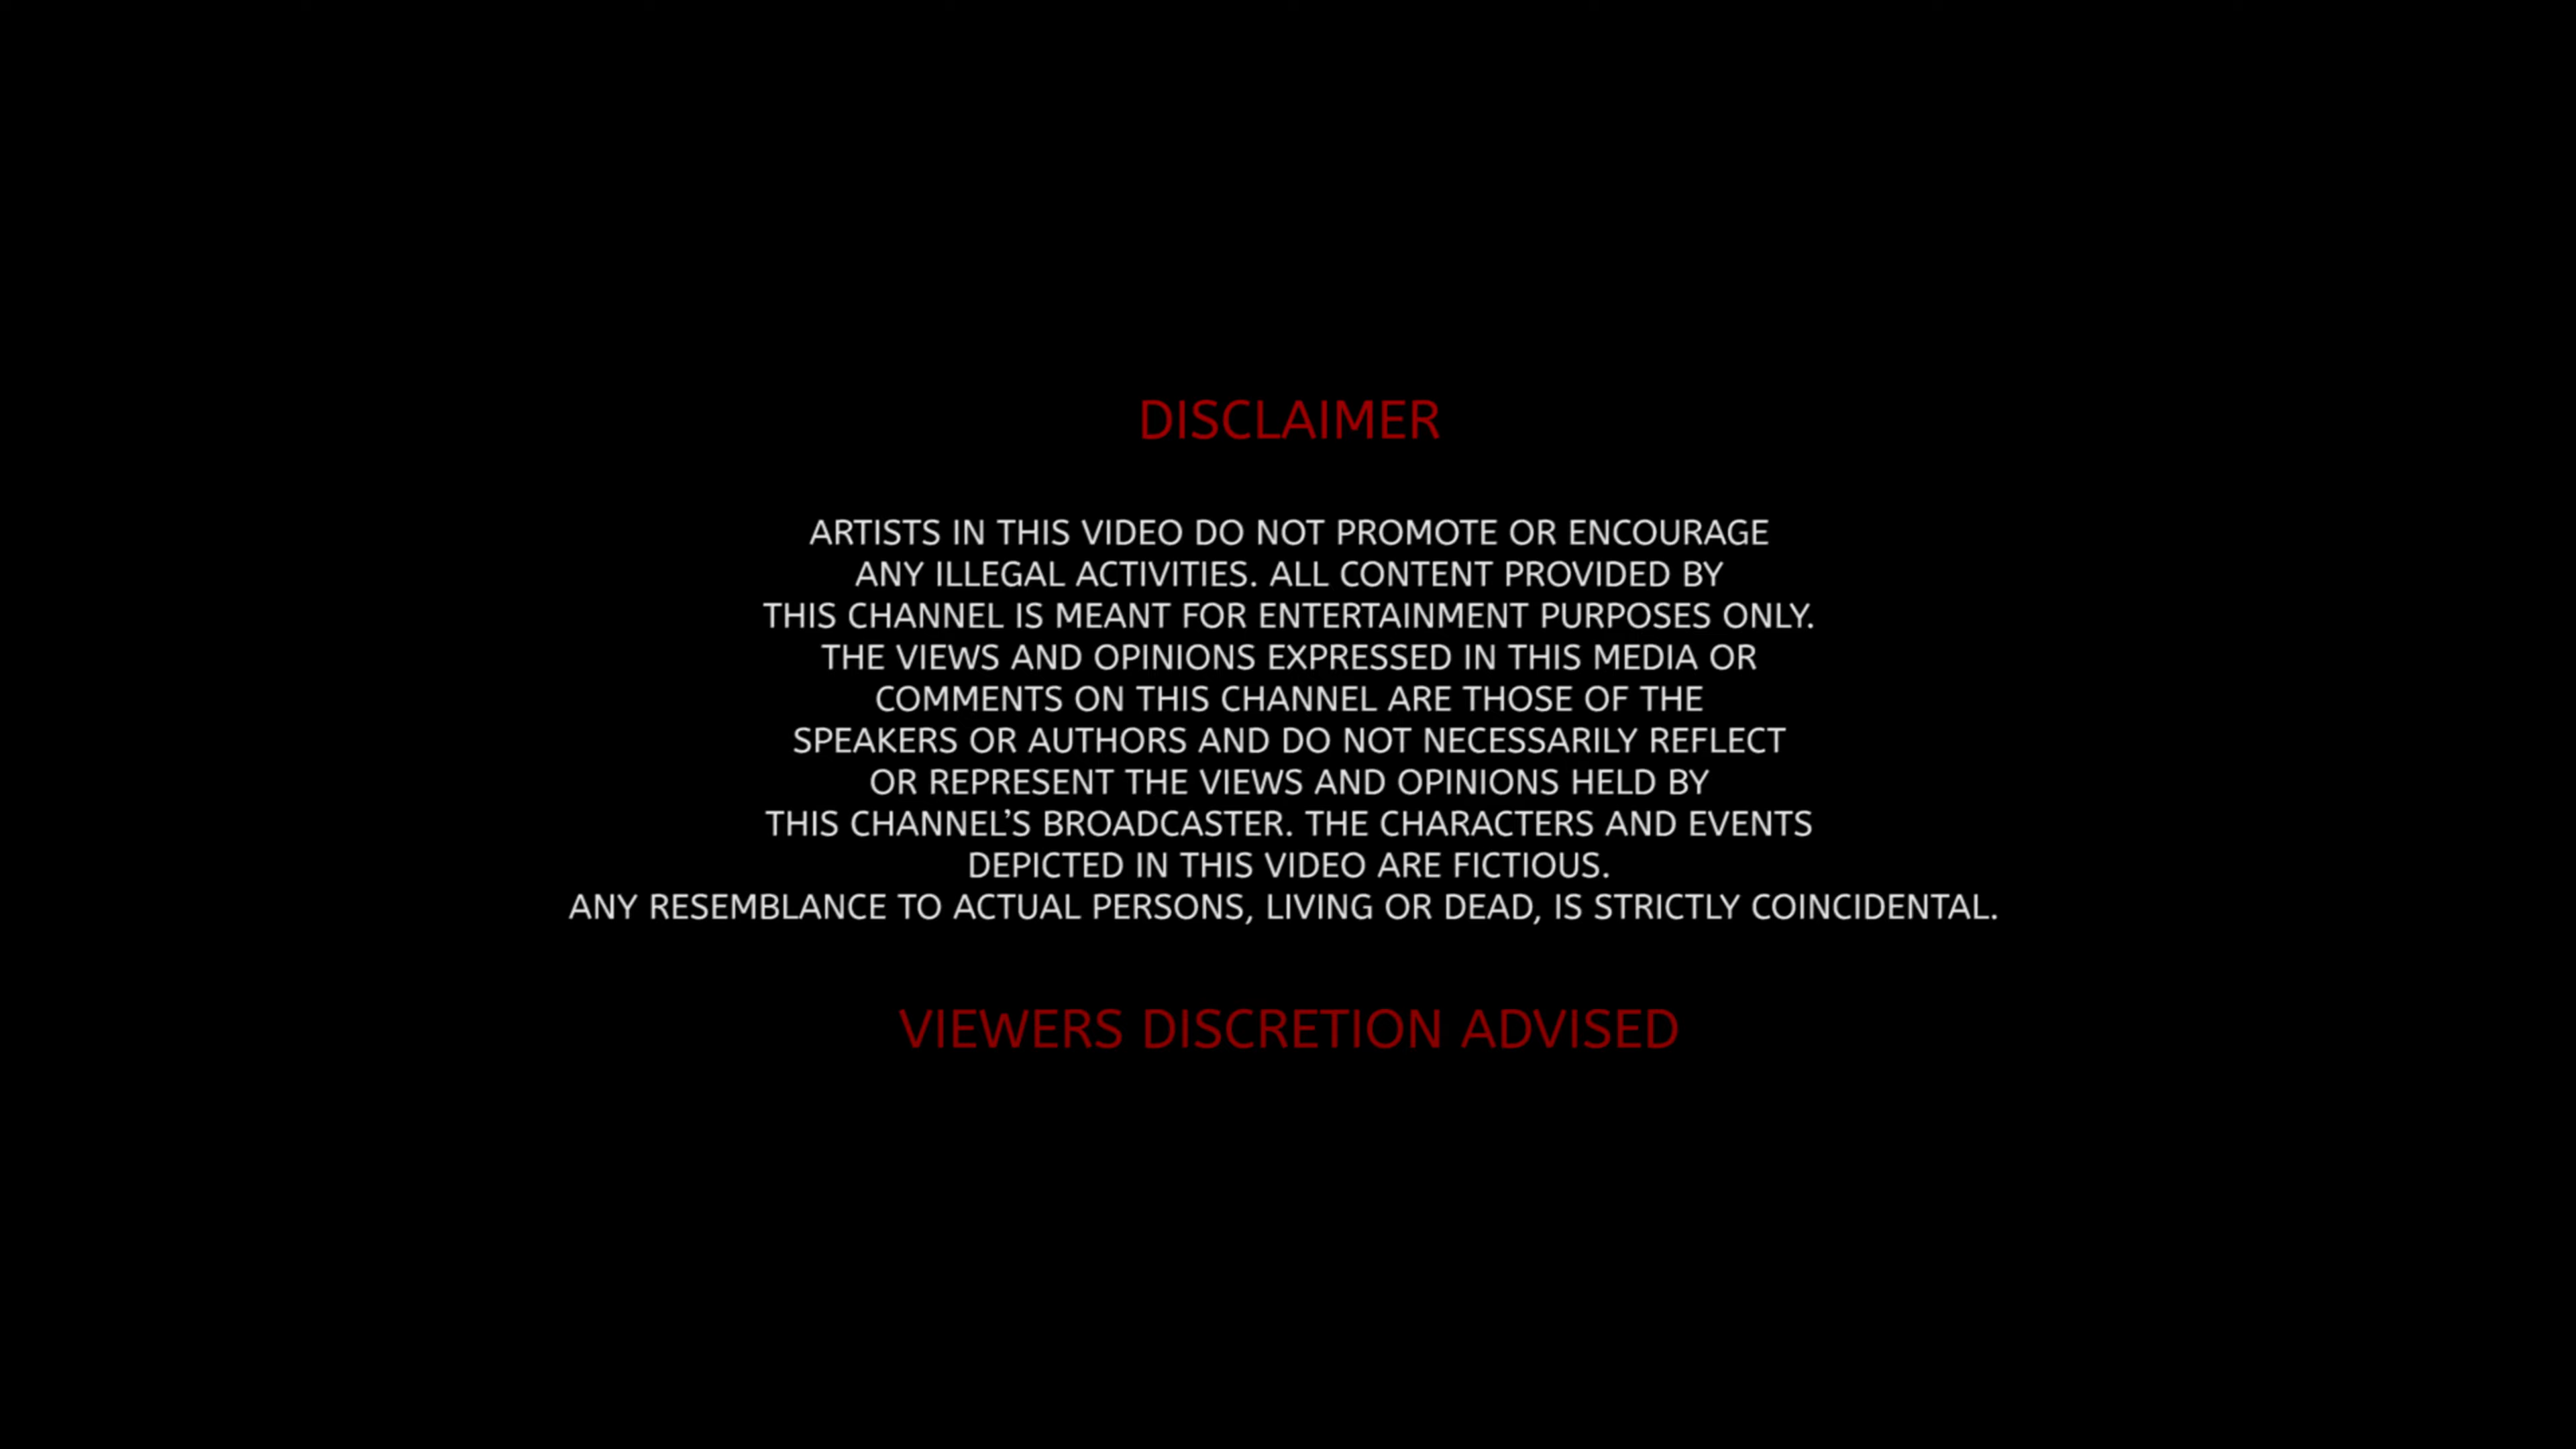 DISCLAIMER
ARTISTS IN THIS VIDEO DO NOT PROMOTE OR ENCOURAGE
ANY ILLEGAL ACTIVITIES. ALL CONTENT PROVIDED BY
THIS CHANNEL IS MEANT FOR ENTERTAINMENT PURPOSES ONLY.
THE VIEWS AND OPINIONS EXPRESSED IN THIS MEDIA OR
COMMENTS ON THIS CHANNEL ARE THOSE OF THE
SPEAKERS OR AUTHORS AND DO NOT NECESSARILY REFLECT
OR REPRESENT THE VIEWS AND OPINIONS HELD BY
THIS CHANNEL’S BROADCASTER. THE CHARACTERS AND EVENTS
DEPICTED IN THIS VIDEO ARE FICTIOUS.
ANY RESEMBLANCE TO ACTUAL PERSONS, LIVING OR DEAD, IS STRICTLY COINCIDENTAL.
VIEWERS DISCRETION ADVISED